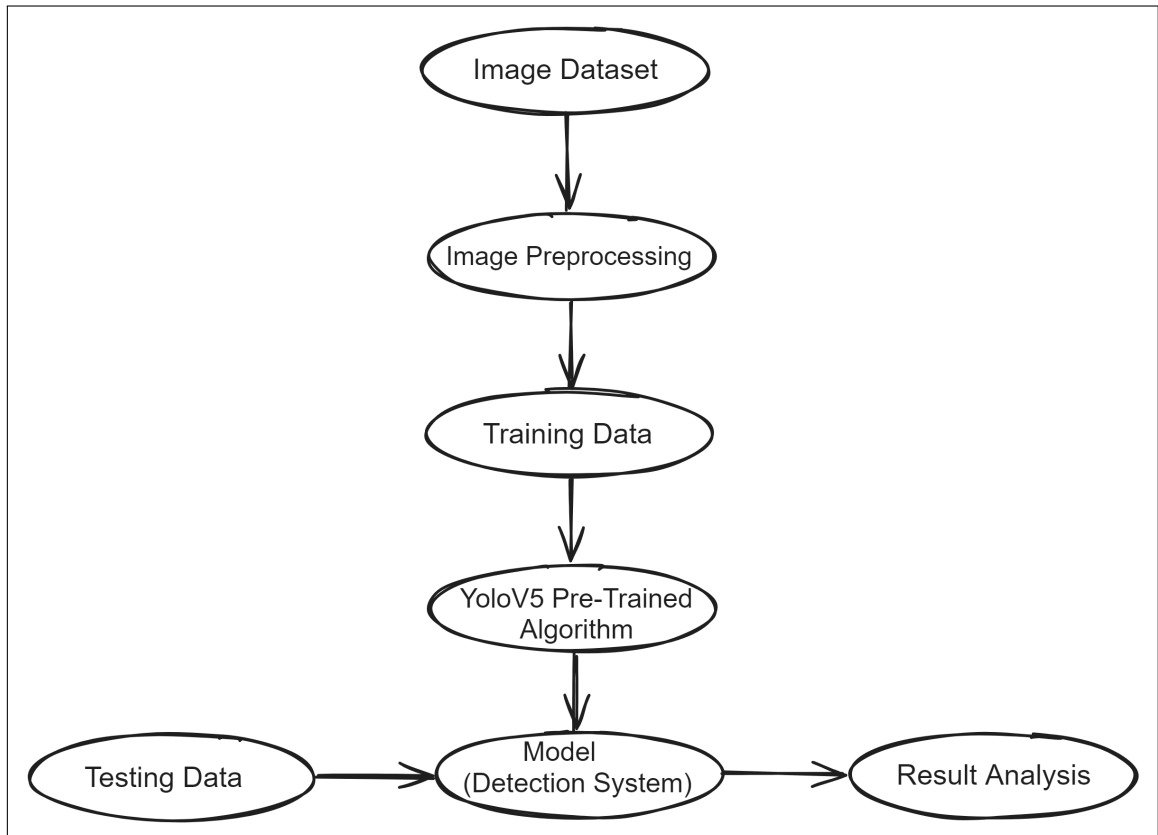 Image Dataset
Image Preprocessing
Training Data
YoloV5 Pre-Trained
Algorithm
Testing Data
Model
(Detection System)
Result Analysis